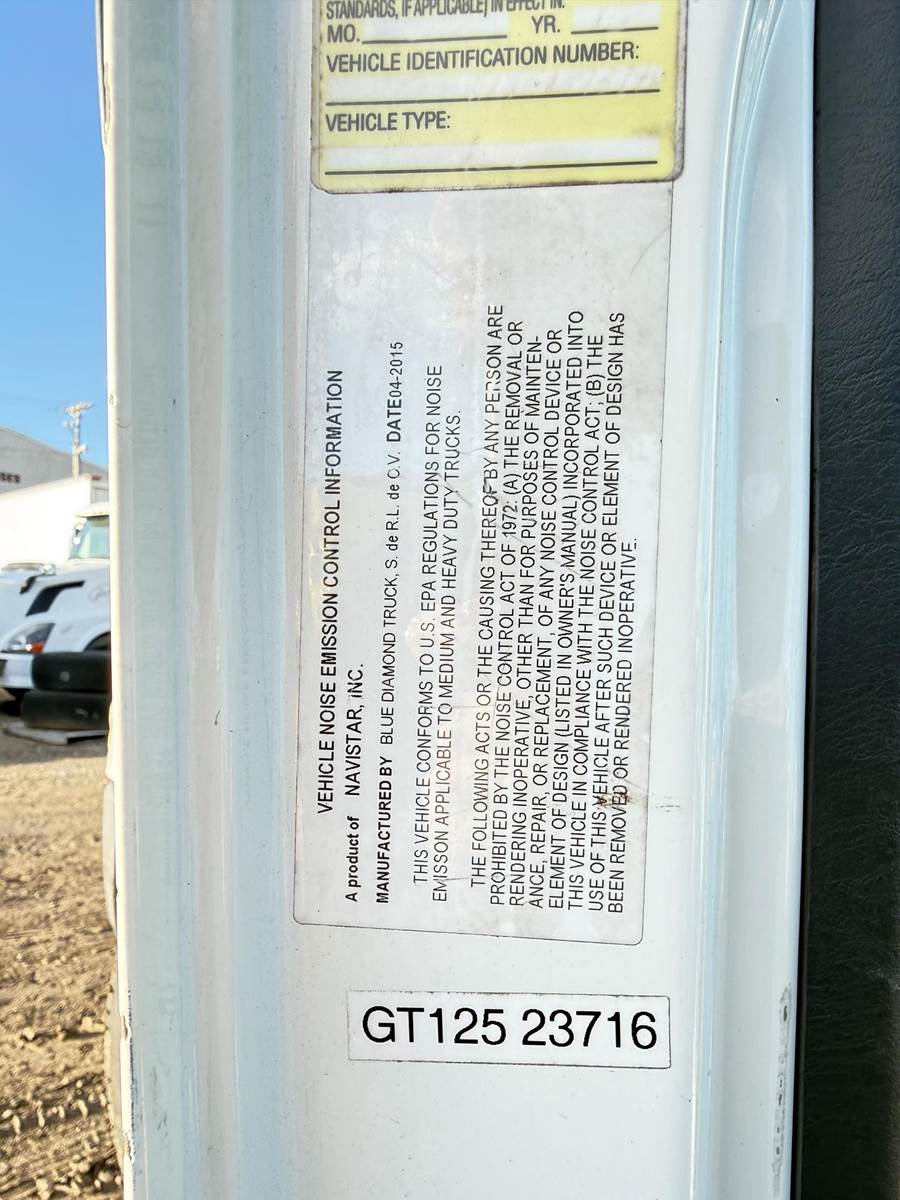 STANDARDS, IF APPLICABLE) IN EFFECT IN:
MO. YR.
VEHICLE IDENTIFICATION NUMBER:
VEHICLE TYPE:
VEHICLE NOISE EMISSION CONTROL INFORMATION
A product of NAVISTAR, INC.
MANUFACTURED BY BLUE DIAMOND TRUCK, S. de R.L. de C.V. DATE04-2015
THIS VEHICLE CONFORMS TO U.S. EPA REGULATIONS FOR NOISE
EMISSON APPLICABLE TO MEDIUM AND HEAVY DUTY TRUCKS.
THE FOLLOWING ACTS OR THE CAUSING THEREOF BY ANY PERSON ARE
PROHIBITED BY THE NOISE CONTROL ACT OF 1972: (A) THE REMOVAL OR
RENDERING INOPERATIVE, OTHER THAN FOR PURPOSES OF MAINTEN-
ANCE, REPAIR, OR REPLACEMENT, OF ANY NOISE CONTROL DEVICE OR
ELEMENT OF DESIGN (LISTED IN OWNER'S MANUAL) INCORPORATED INTO
THIS VEHICLE IN COMPLIANCE WITH THE NOISE CONTROL ACT; (B) THE
USE OF THIS VEHICLE AFTER SUCH DEVICE OR ELEMENT OF DESIGN HAS
BEEN REMOVED OR RENDERED INOPERATIVE.
GT125 23716